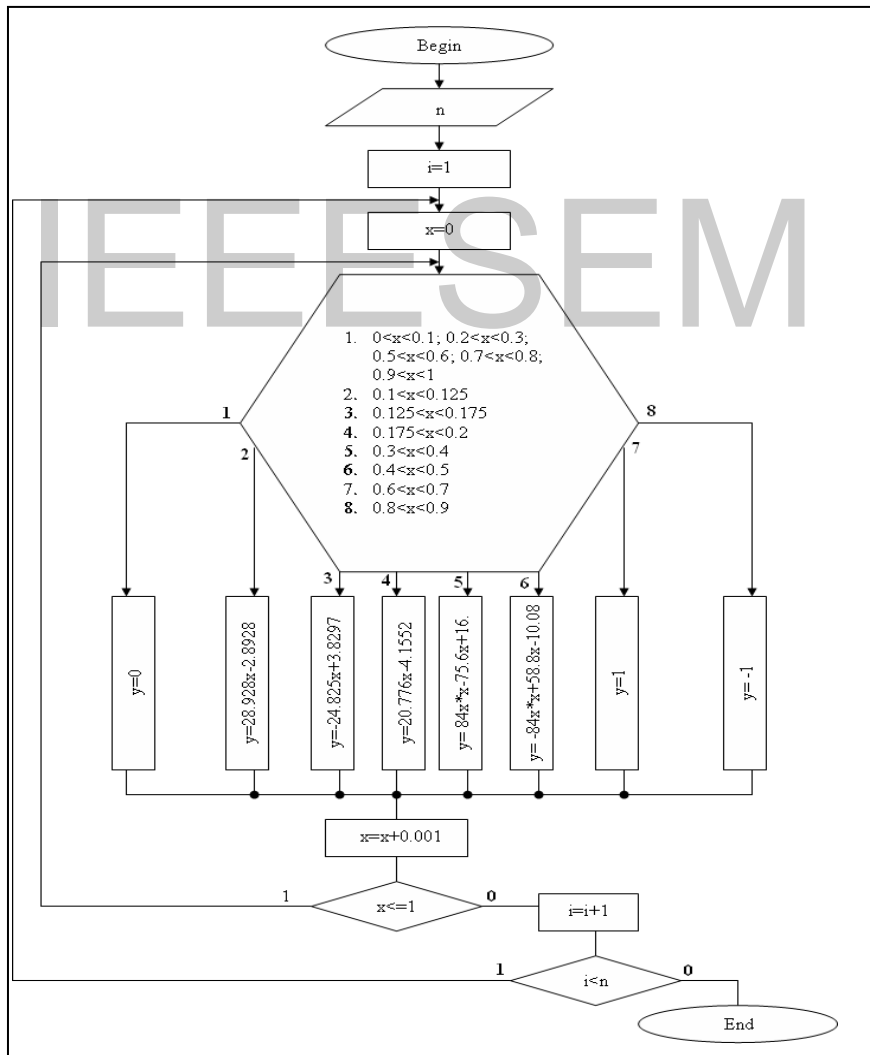 Begin
n
i=1
x=0
IEEESEM
1. 0<x<0.1; 0.2<x<0.3;
0.5<x<0.6; 0.7<x<0.8;
0.9<x<1
2. 0.1<x<0.125
3. 0.125<x<0.175
4. 0.175<x<0.2
5. 0.3<x<0.4
6. 0.4<x<0.5
7. 0.6<x<0.7
8. 0.8<x<0.9
1
8
2
7
3
4
5
6
y=0
y=28.928x-2.8928
y=-24.825x+3.8297
y=20.776x-4.1552
y= 84x*x-75.6x+16.
y= -84x*x+58.8x-10.08
y=1
y= -1
x=x+0.001
1
x<=1
0
i=i+1
1
i<n
0
End